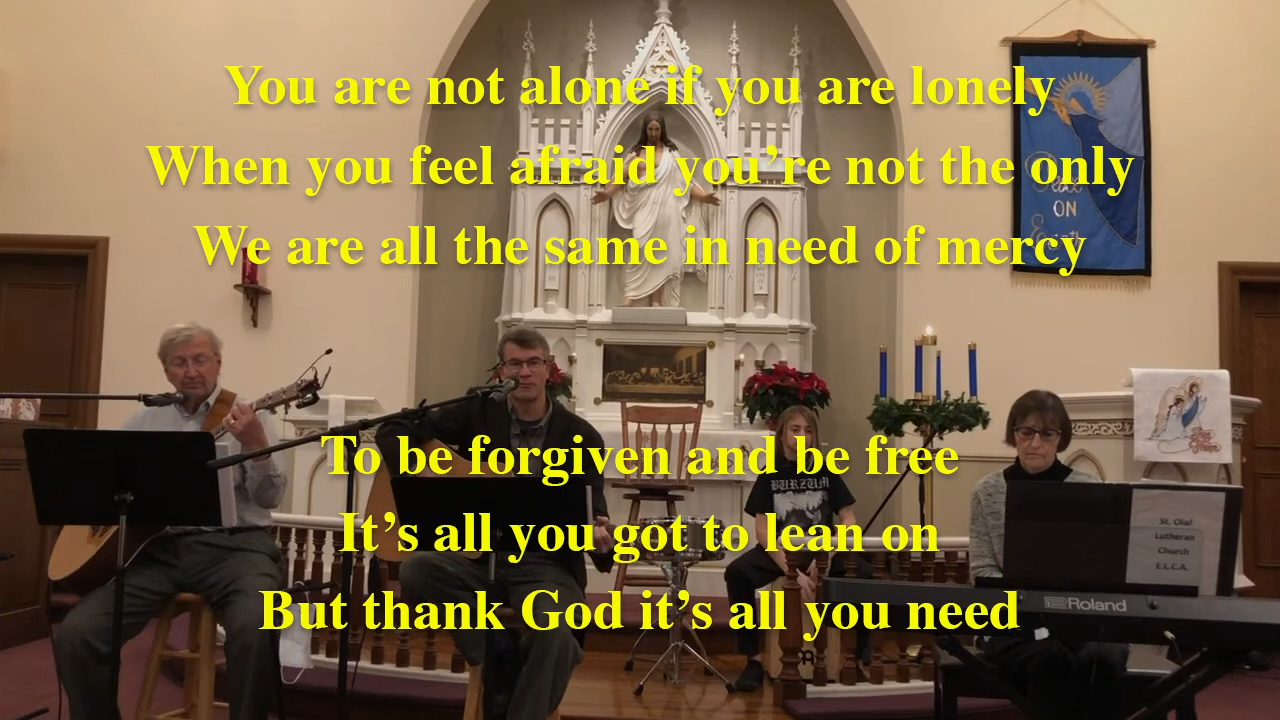 You are not alone if you are lonely
When you feel afraid you’re not the only
We are all the same in need of mercy
Peace
ON
Earth
To be forgiven and be free
It’s all you got to lean on
But thank God it’s all you need
BURZUM
St. Olaf
Lutheran
Church
E.L.C.A.
Roland